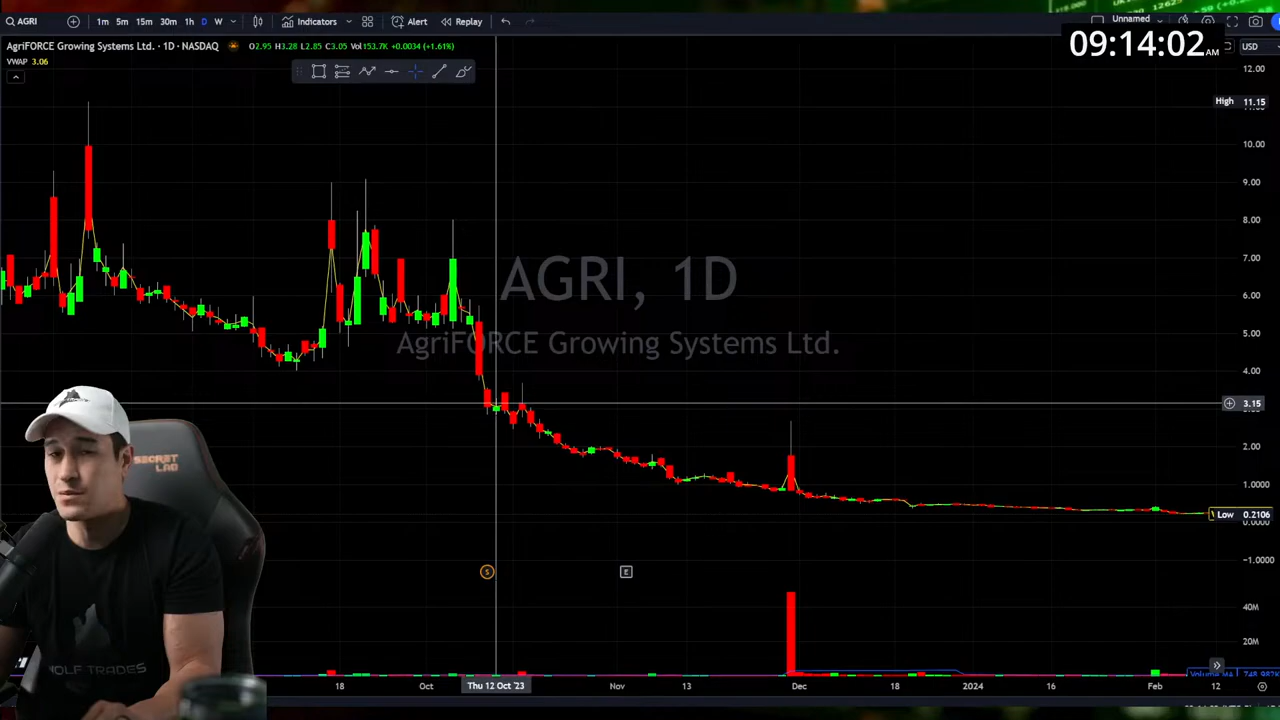 AGRI
1m 5m 15m 30m 1h D W
Indicators
Alert
Replay
Unnamed
09:14:02 AM
AgriFORCE Growing Systems Ltd. · 1D · NASDAQ
O2.95 H3.28 L2.85 C3.05 Vol153.7K +0.0034 (+1.61%)
VWAP 3.06
USD
12.00
High 11.15
10.00
9.00
8.00
7.00
6.00
5.00
4.00
3.15
2.00
1.0000
Low 0.2106
0.0000
−1.0000
40M
20M
AGRI, 1D
AgriFORCE Growing Systems Ltd.
SECRET
LAB
WOLF TRADES
S
E
18
Oct
Thu 12 Oct '23
Nov
13
Dec
18
2024
16
Feb
12